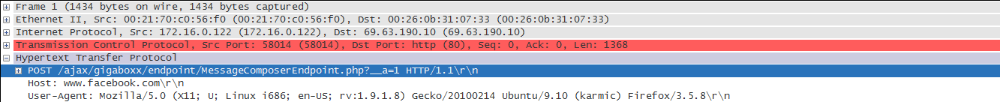 Frame 1 (1434 bytes on wire, 1434 bytes captured)
Ethernet II, Src: 00:21:70:c0:56:f0 (00:21:70:c0:56:f0), Dst: 00:26:0b:31:07:33 (00:26:0b:31:07:33)
Internet Protocol, Src: 172.16.0.122 (172.16.0.122), Dst: 69.63.190.10 (69.63.190.10)
Transmission Control Protocol, Src Port: 58014 (58014), Dst Port: http (80), Seq: 0, Ack: 0, Len: 1368
Hypertext Transfer Protocol
POST /ajax/gigaboxx/endpoint/MessageComposerEndpoint.php?__a=1 HTTP/1.1\r\n
Host: www.facebook.com\r\n
User-Agent: Mozilla/5.0 (X11; U; Linux i686; en-US; rv:1.9.1.8) Gecko/20100214 Ubuntu/9.10 (karmic) Firefox/3.5.8\r\n